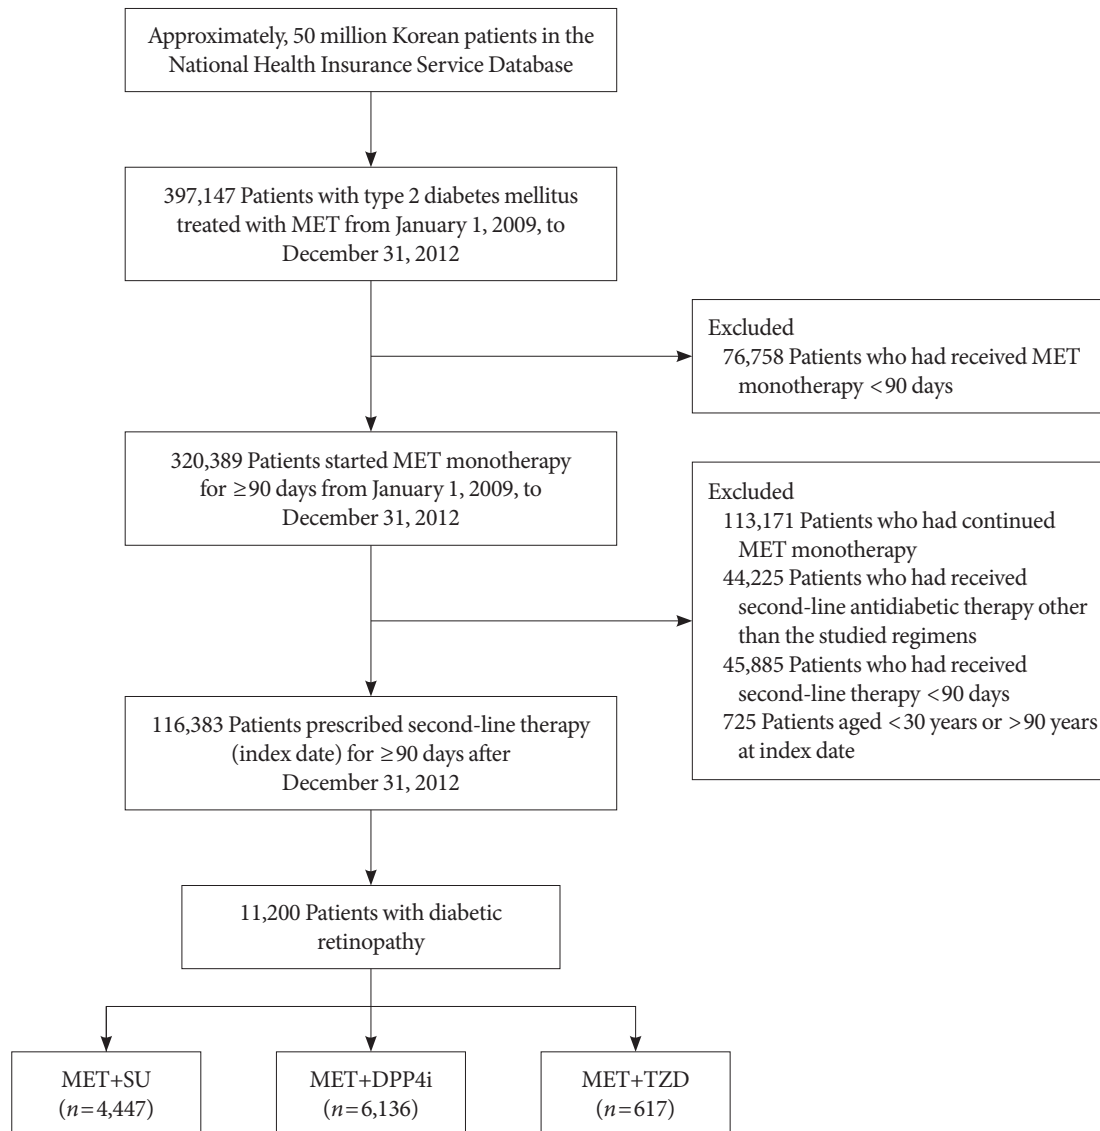 Approximately, 50 million Korean patients in the
National Health Insurance Service Database
397,147 Patients with type 2 diabetes mellitus
treated with MET from January 1, 2009, to
December 31, 2012
Excluded
76,758 Patients who had received MET
monotherapy <90 days
320,389 Patients started MET monotherapy
for ≥90 days from January 1, 2009, to
December 31, 2012
Excluded
113,171 Patients who had continued
MET monotherapy
44,225 Patients who had received
second-line antidiabetic therapy other
than the studied regimens
45,885 Patients who had received
second-line therapy <90 days
725 Patients aged <30 years or >90 years
at index date
116,383 Patients prescribed second-line therapy
(index date) for ≥90 days after
December 31, 2012
11,200 Patients with diabetic
retinopathy
MET+SU
(n=4,447)
MET+DPP4i
(n=6,136)
MET+TZD
(n=617)